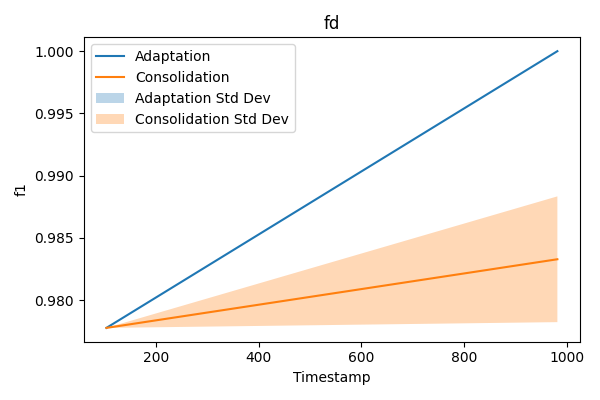 fd
1.000
0.995
0.990
0.985
0.980
f1
Adaptation
Consolidation
Adaptation Std Dev
Consolidation Std Dev
200 400 600 800 1000
Timestamp